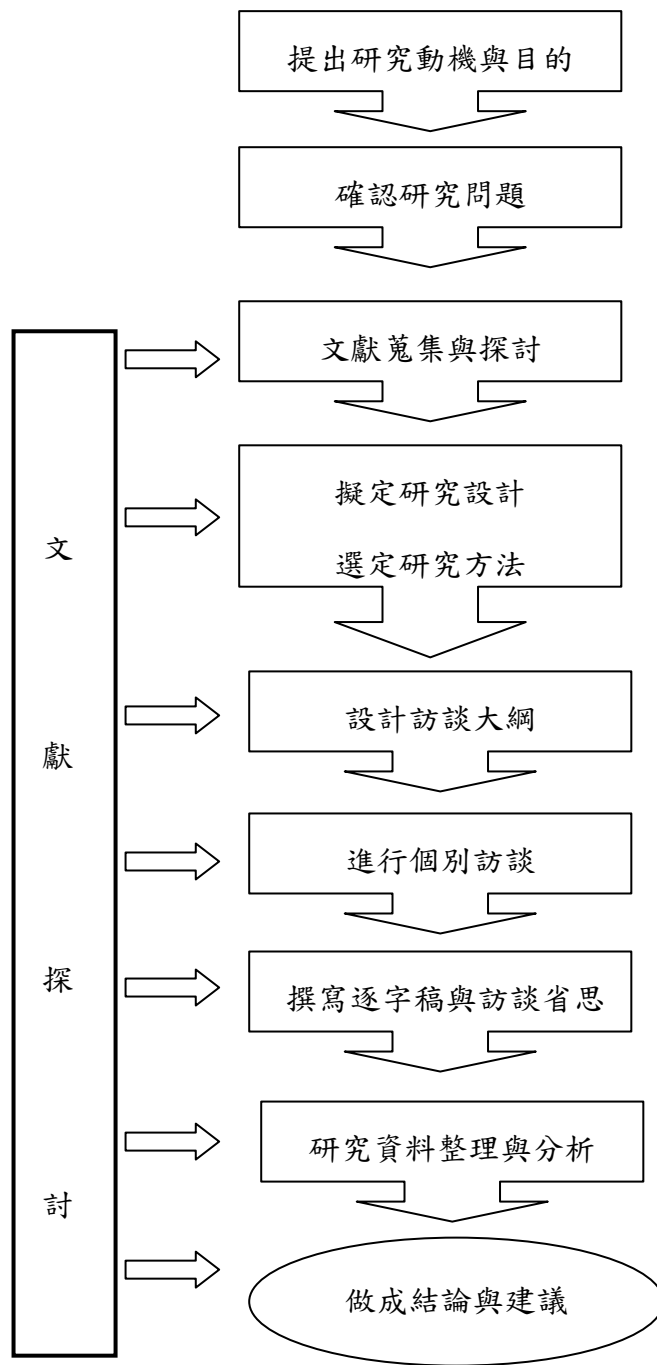 提出研究動機與目的
確認研究問題
文獻蒐集與探討
擬定研究設計
選定研究方法
設計訪談大綱
進行個別訪談
撰寫逐字稿與訪談省思
研究資料整理與分析
做成結論與建議
文
獻
探
討